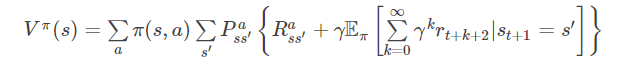 V^π(s) = ∑_a π(s, a) ∑_{s'} P^a_{ss'} { R^a_{ss'} + γ𝔼_π [ ∑_{k=0}^∞ γ^k r_{t+k+2} | s_{t+1} = s' ] }